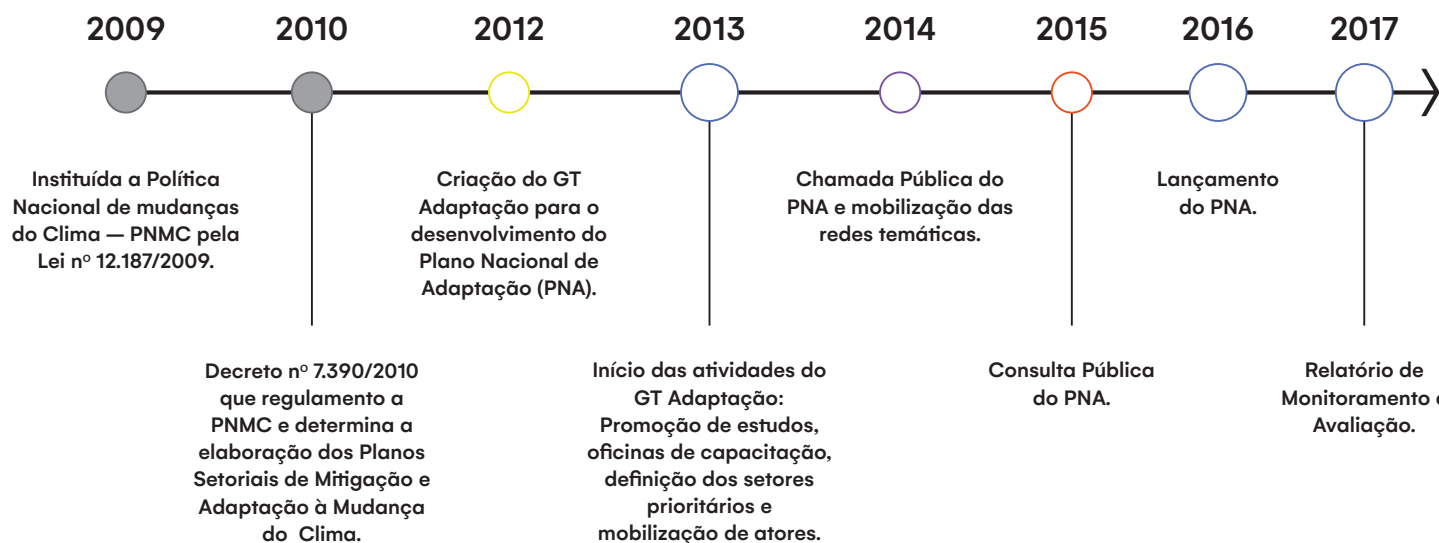 2009
2010
2012
2013
2014
2015
2016
2017
Instituída a Política
Nacional de mudanças
do Clima — PNMC pela
Lei nº 12.187/2009.
Decreto nº 7.390/2010
que regulamento a
PNMC e determina a
elaboração dos Planos
Setoriais de Mitigação e
Adaptação à Mudança
do Clima.
Criação do GT
Adaptação para o
desenvolvimento do
Plano Nacional de
Adaptação (PNA).
Início das atividades do
GT Adaptação:
Promoção de estudos,
oficinas de capacitação,
definição dos setores
prioritários e
mobilização de atores.
Chamada Pública do
PNA e mobilização das
redes temáticas.
Consulta Pública
do PNA.
Lançamento
do PNA.
Relatório de
Monitoramento
Avaliação.